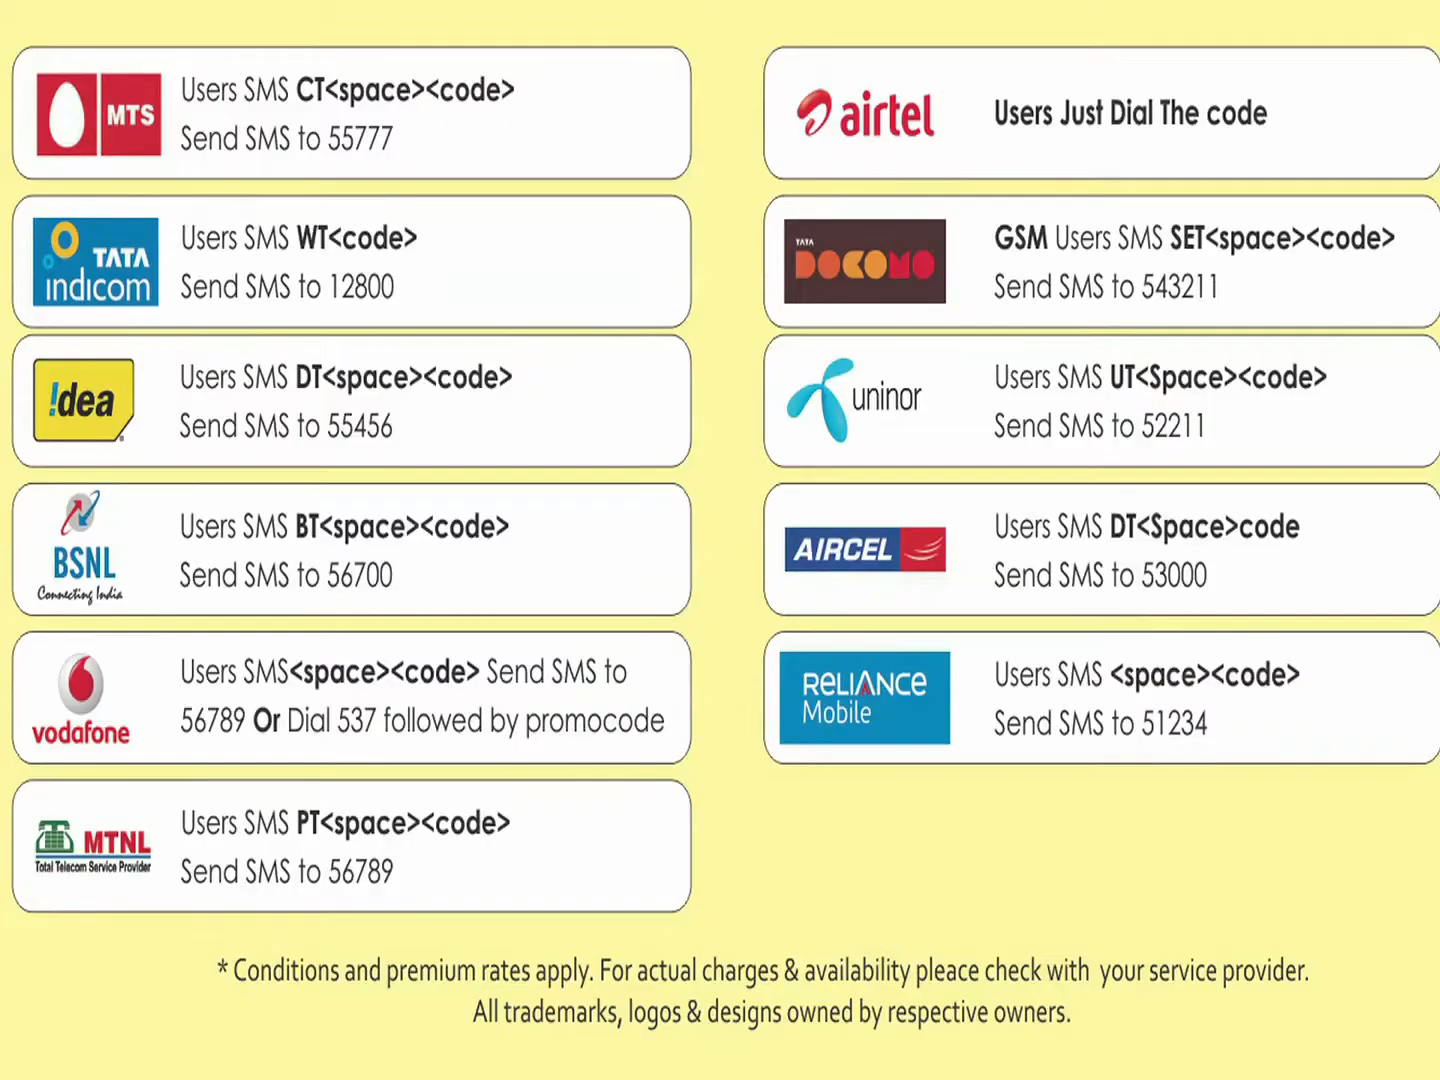 MTS
Users SMS CT<space><code>
Send SMS to 55777
TATA
indicom
Users SMS WT<code>
Send SMS to 12800
!dea
Users SMS DT<space><code>
Send SMS to 55456
BSNL
Connecting India
Users SMS BT<space><code>
Send SMS to 56700
vodafone
Users SMS<space><code> Send SMS to
56789 Or Dial 537 followed by promocode
MTNL
Total Telecom Service Provider
Users SMS PT<space><code>
Send SMS to 56789
airtel
Users Just Dial The code
TATA
DOCOMO
GSM Users SMS SET<space><code>
Send SMS to 543211
uninor
Users SMS UT<Space><code>
Send SMS to 52211
AIRCEL
Users SMS DT<Space>code
Send SMS to 53000
RELIANCe
Mobile
Users SMS <space><code>
Send SMS to 51234
* Conditions and premium rates apply. For actual charges & availability pleace check with your service provider.
All trademarks, logos & designs owned by respective owners.